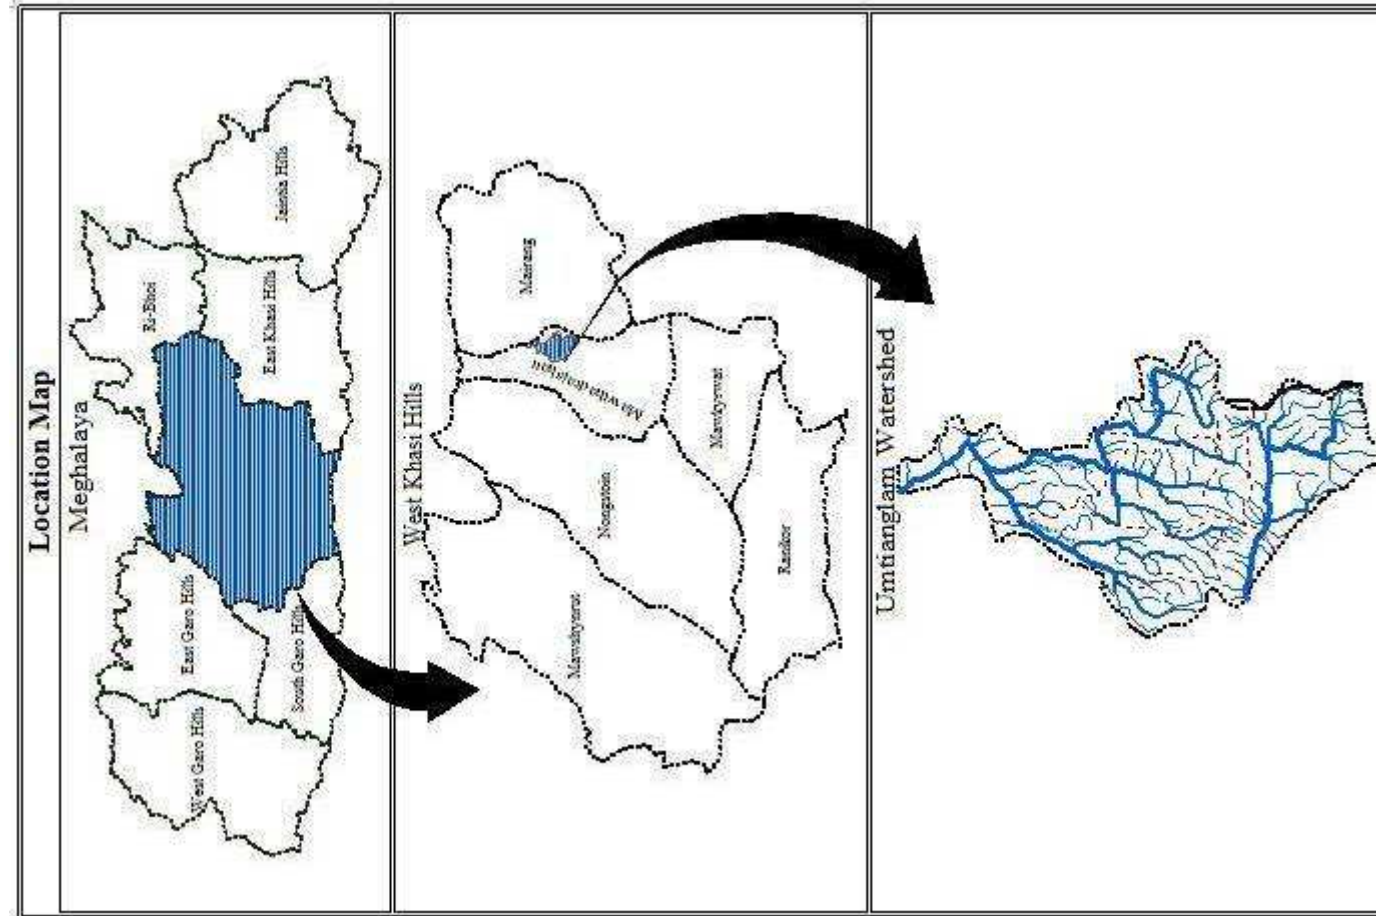 Location Map
Meghalaya
West Garo Hills
East Garo Hills
South Garo Hills
Ri-Bhoi
East Khasi Hills
Jaintia Hills
West Khasi Hills
Mawshynrut
Nongstoin
Mairang
Mawkyrwat
Ranikor
Umtianglam Watershed